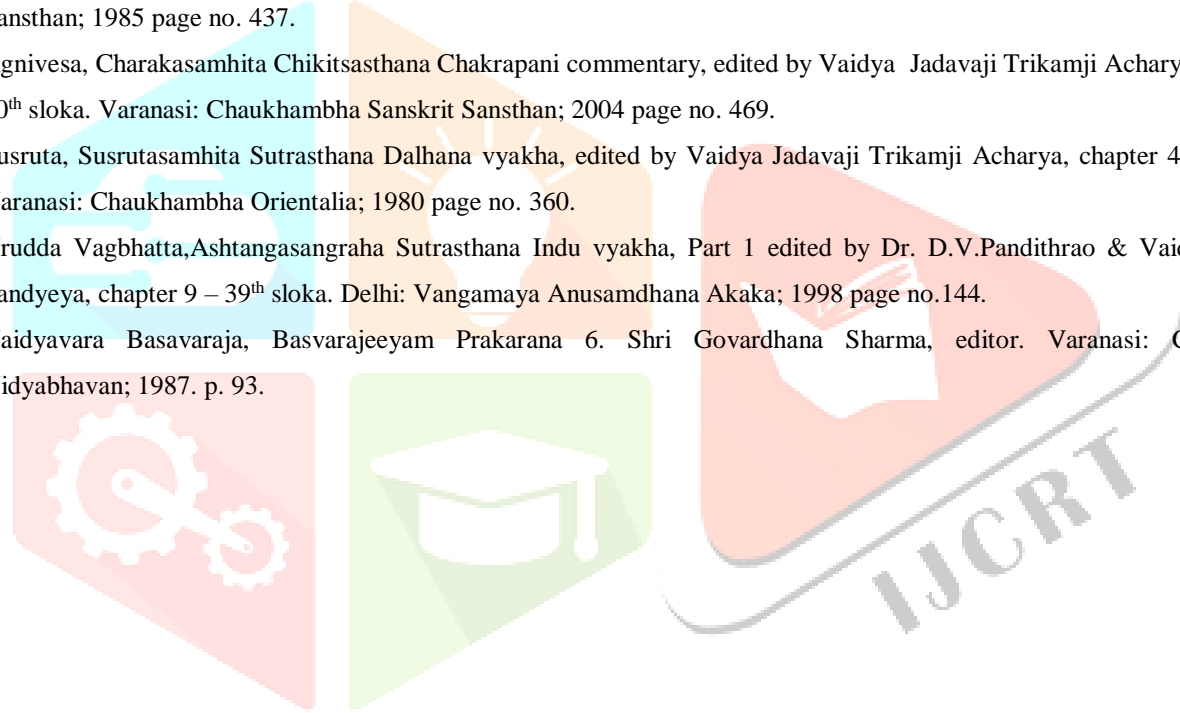 ansthan; 1985 page no. 437.
gnivesa, Charakasamhita Chikitsasthana Chakrapani commentary, edited by Vaidya Jadavaji Trikamji Achary
0th sloka. Varanasi: Chaukhambha Sanskrit Sansthan; 2004 page no. 469.
usruta, Susrutasamhita Sutrasthana Dalhana vyakha, edited by Vaidya Jadavaji Trikamji Acharya, chapter 4
aranasi: Chaukhambha Orientalia; 1980 page no. 360.
rudda Vagbhatta,Ashtangasangraha Sutrasthana Indu vyakha, Part 1 edited by Dr. D.V.Pandithrao & Vaid
andyeya, chapter 9 – 39th sloka. Delhi: Vangamaya Anusamdhana Akaka; 1998 page no.144.
aidyavara Basavaraja, Basvarajeeyam Prakarana 6. Shri Govardhana Sharma, editor. Varanasi:
idyabhavan; 1987. p. 93.
IJCRT